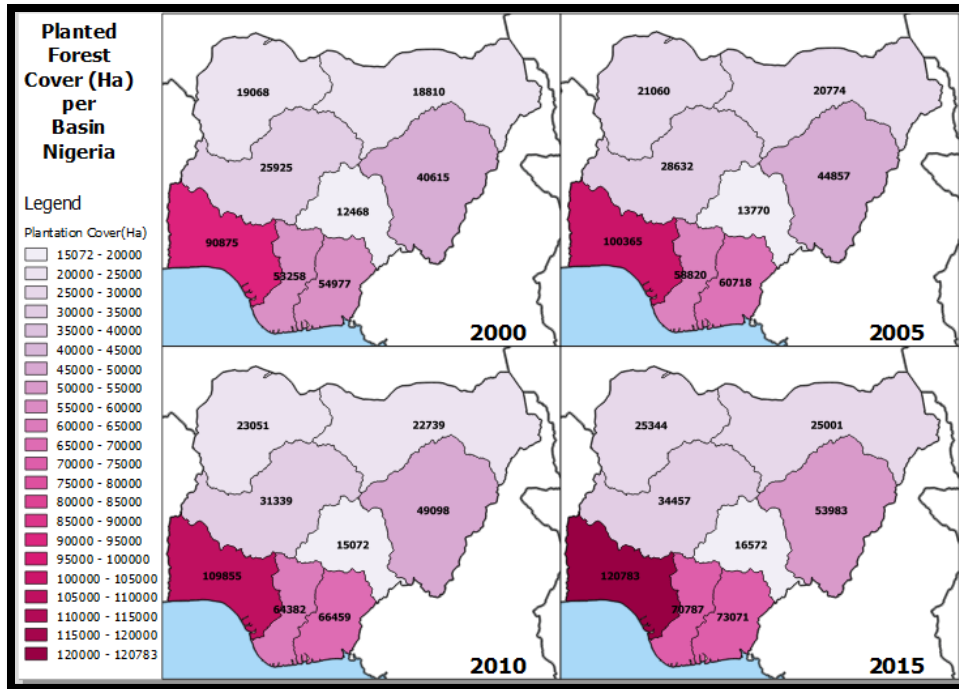 Planted
Forest
Cover (Ha)
per
Basin
Nigeria
Legend
Plantation Cover(Ha)
15072 - 20000
20000 - 25000
25000 - 30000
30000 - 35000
35000 - 40000
40000 - 45000
45000 - 50000
50000 - 55000
55000 - 60000
60000 - 65000
65000 - 70000
70000 - 75000
75000 - 80000
80000 - 85000
85000 - 90000
90000 - 95000
95000 - 100000
100000 - 105000
105000 - 110000
110000 - 115000
115000 - 120000
120000 - 120783
19068
18810
25925
40615
12468
90875
53258
54977
2000
21060
20774
28632
44857
13770
100365
58820
60718
2005
23051
22739
31339
49098
15072
109855
64382
66459
2010
25344
25001
34457
53983
16572
120783
70787
73071
2015